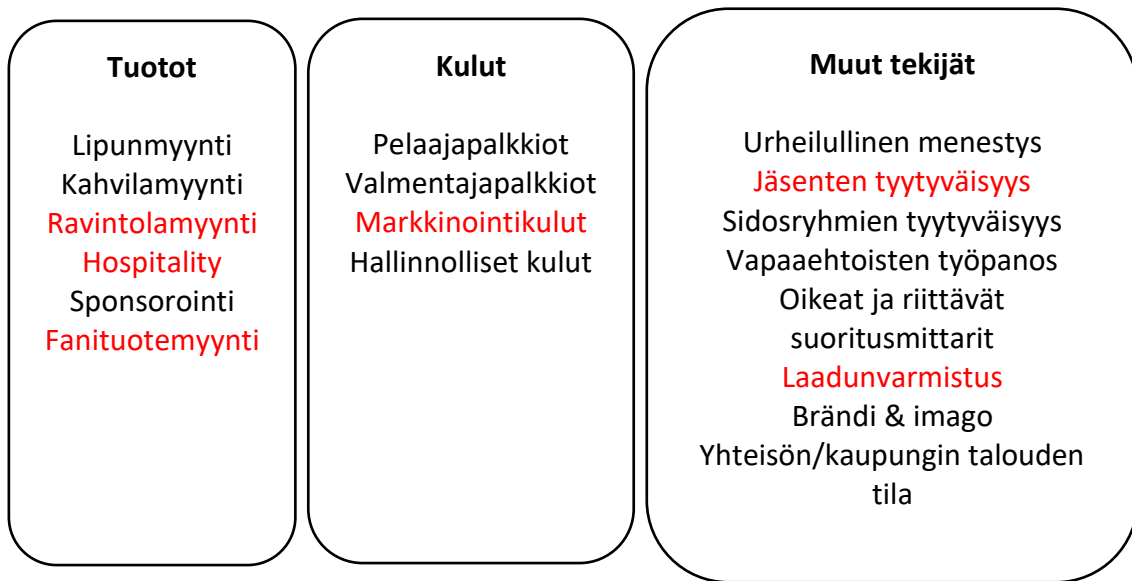 Tuotot
Lipunmyynti
Kahvilamyynti
Ravintolamyynti
Hospitality
Sponsorointi
Fanituotemyynti
Kulut
Pelaajapalkkiot
Valmentajapalkkiot
Markkinointikulut
Hallinnolliset kulut
Muut tekijät
Urheilullinen menestys
Jäsenten tyytyväisyys
Sidosryhmien tyytyväisyys
Vapaaehtoisten työpanos
Oikeat ja riittävät
suoritusmittarit
Laadunvarmistus
Brändi & imago
Yhteisön/kaupungin talouden
tila